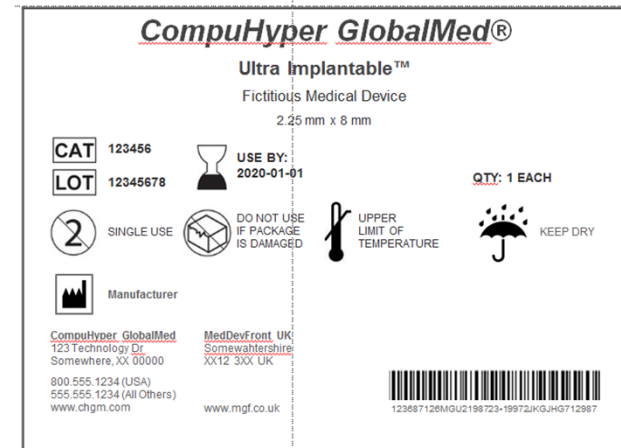 CompuHyper GlobalMed®
Ultra Implantable™
Fictitious Medical Device
2.25 mm x 8 mm
CAT 123456
LOT 12345678
USE BY:
2020-01-01
QTY: 1 EACH
2 SINGLE USE
DO NOT USE
IF PACKAGE
IS DAMAGED
UPPER
LIMIT OF
TEMPERATURE
KEEP DRY
Manufacturer
CompuHyper GlobalMed
123 Technology Dr
Somewhere, XX 00000
800.555.1234 (USA)
555.555.1234 (All Others)
www.chgm.com
MedDevFront UK
Somewahtershire
XX12 3XX UK
www.mgf.co.uk
123687126MGU2198723-19972JKGJHG712987